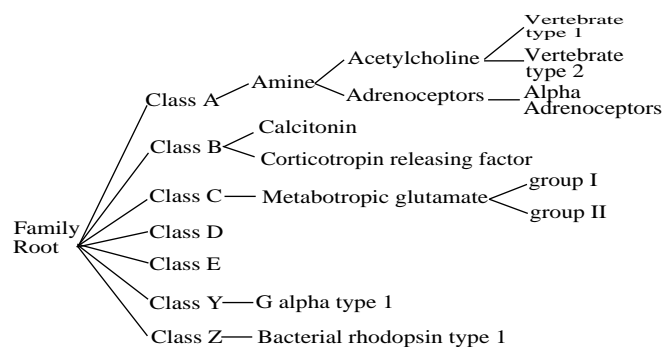 Vertebrate
type 1
Acetylcholine
Vertebrate
type 2
Amine
Class A
Adrenoceptors
Alpha
Adrenoceptors
Calcitonin
Class B
Corticotropin releasing factor
Class C
Metabotropic glutamate
group I
group II
Family
Root
Class D
Class E
Class Y
G alpha type 1
Class Z
Bacterial rhodopsin type 1